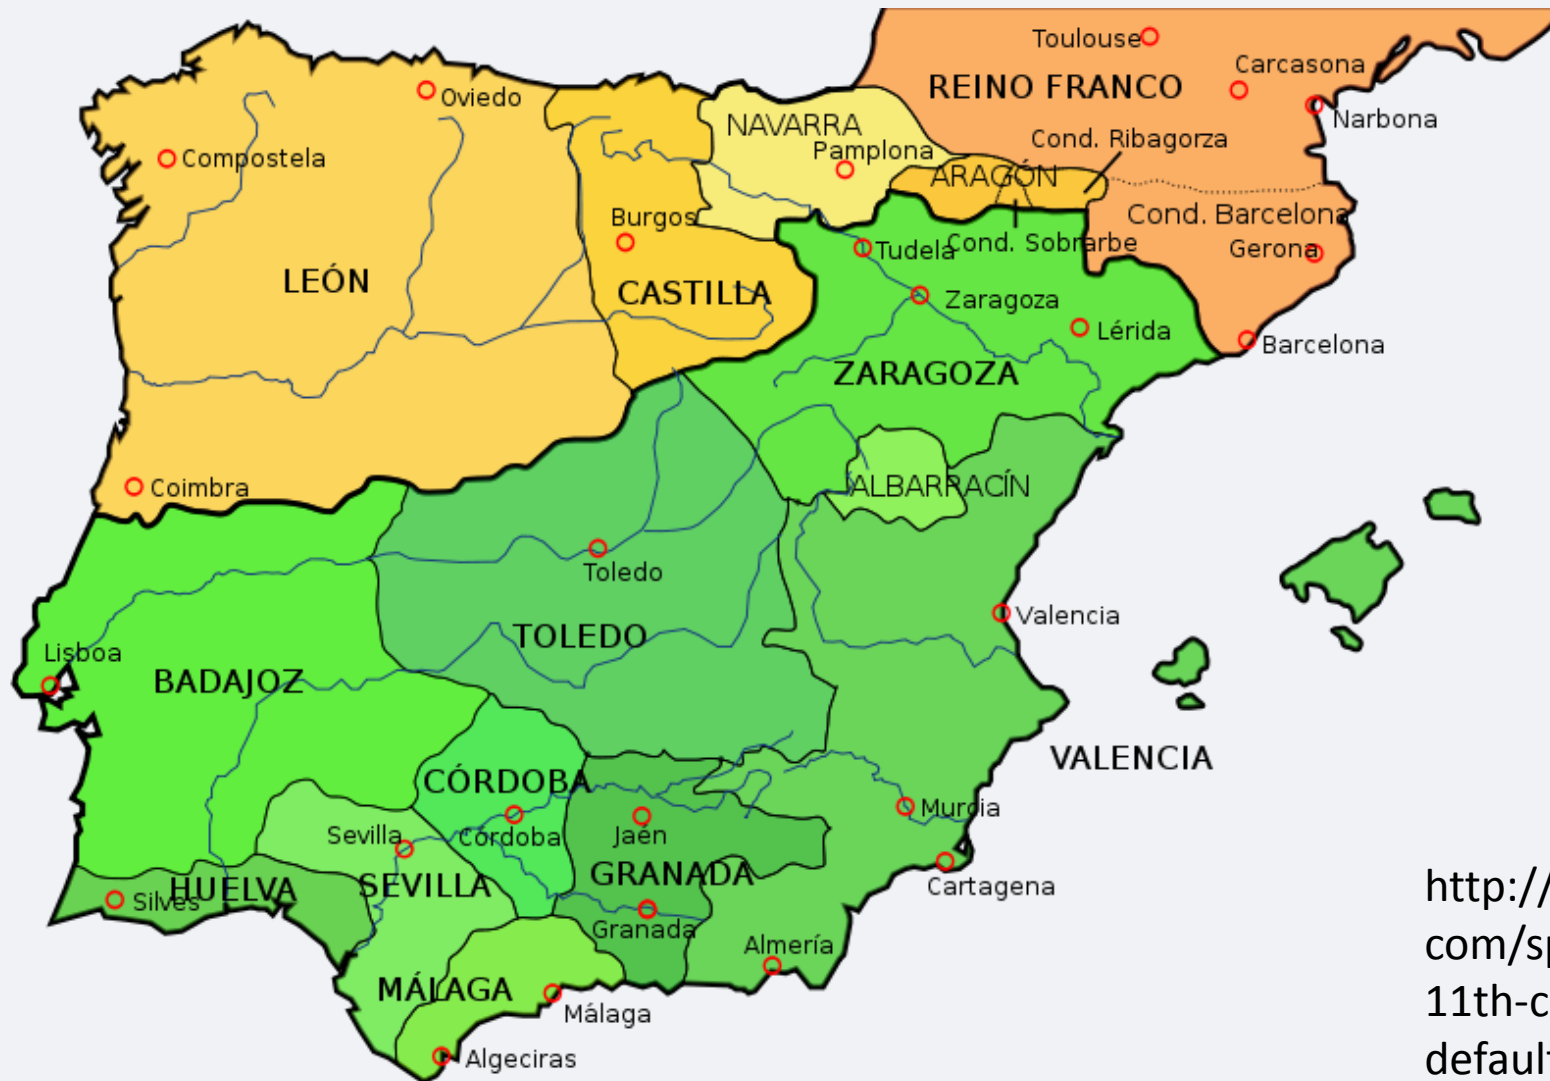 Toulouse
Carcasona
REINO FRANCO
Narbona
Oviedo
NAVARRA
Cond. Ribagorza
Pamplona
Compostela
ARAGÓN
Cond. Barcelona
Burgos
Cond. Sobrarbe
Tudela
Gerona
LEÓN
CASTILLA
Zaragoza
Lérida
Barcelona
ZARAGOZA
Coimbra
ALBARRACÍN
Toledo
Valencia
TOLEDO
Lisboa
BADAJOZ
VALENCIA
CÓRDOBA
Murcia
Sevilla
Córdoba
Jaén
GRANADA
SEVILLA
HUELVA
Silves
Cartagena
Granada
Almería
MÁLAGA
Málaga
Algeciras
http://
com/sp
11th-c
default